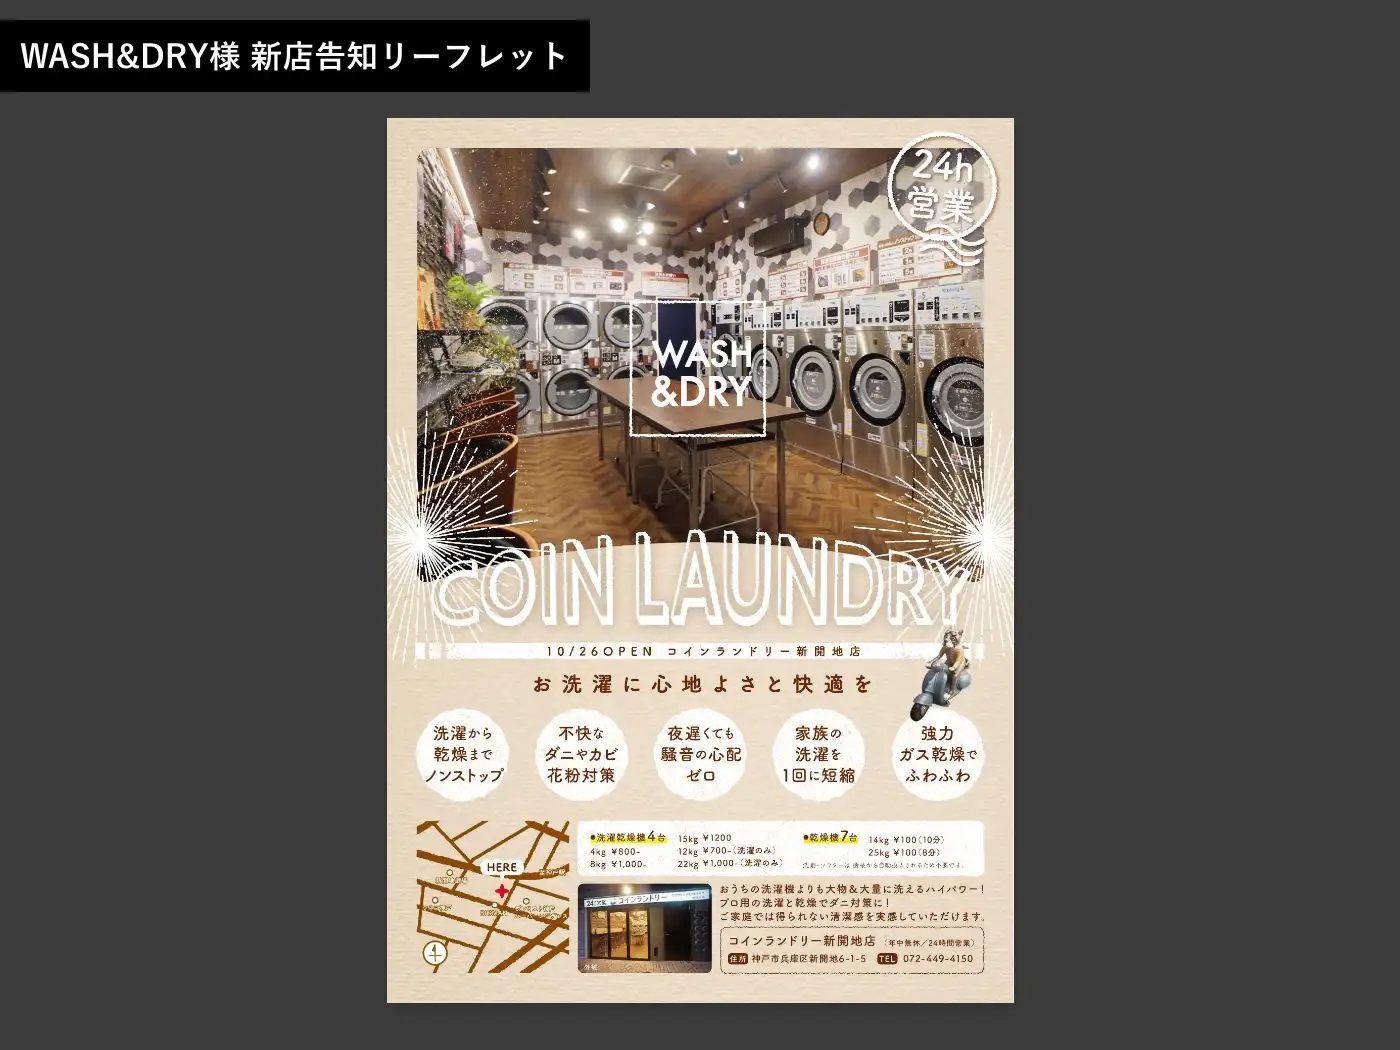 WASH&DRY様 新店告知リーフレット
24h
営業
WASH
&DRY
COIN LAUNDRY
10/26OPEN コインランドリー新開地店
お洗濯に心地よさと快適を
洗濯から
乾燥まで
ノンストップ
不快な
ダニやカビ
花粉対策
夜遅くても
騒音の心配
ゼロ
家族の
洗濯を
1回に短縮
強力
ガス乾燥で
ふわふわ
HERE
●洗濯乾燥機4台
4kg ¥800-
8kg ¥1,000-
15kg ¥1200
12kg ¥700-(洗濯のみ)
22kg ¥1,000-(洗濯のみ)
●乾燥機7台
14kg ¥100(10分)
25kg ¥100(8分)
コインランドリー
外観
おうちの洗濯機よりも大物&大量に洗えるハイパワー!
プロ用の洗濯と乾燥でダニ対策に!
ご家庭では得られない清潔感を実感していただけます。
コインランドリー新開地店 (年中無休/24時間営業)
住所 神戸市兵庫区新開地6-1-5 TEL 072-449-4150